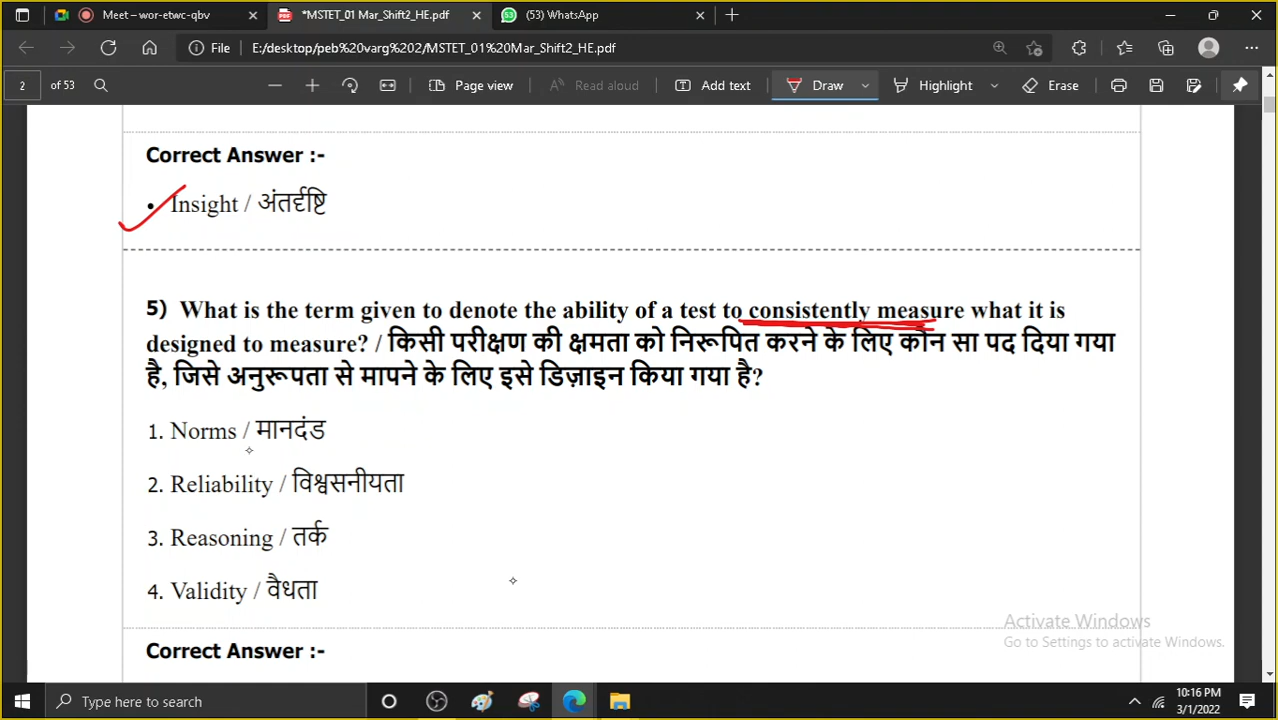 Meet – wor-etwc-qbv
*MSTET_01 Mar_Shift2_HE.pdf
(53) WhatsApp
File
E:/desktop/peb%20varg%202/MSTET_01%20Mar_Shift2_HE.pdf
2 of 53
Page view
Read aloud
Add text
Draw
Highlight
Erase
Correct Answer :-
• Insight / अंतर्दृष्टि
5) What is the term given to denote the ability of a test to consistently measure what it is
designed to measure? / किसी परीक्षण की क्षमता को निरूपित करने के लिए कौन सा पद दिया गया
है, जिसे अनुरूपता से मापने के लिए इसे डिज़ाइन किया गया है?
1. Norms / मानदंड
2. Reliability / विश्वसनीयता
3. Reasoning / तर्क
4. Validity / वैधता
Activate Windows
Go to Settings to activate Windows.
Correct Answer :-
Type here to search
10:16 PM
3/1/2022